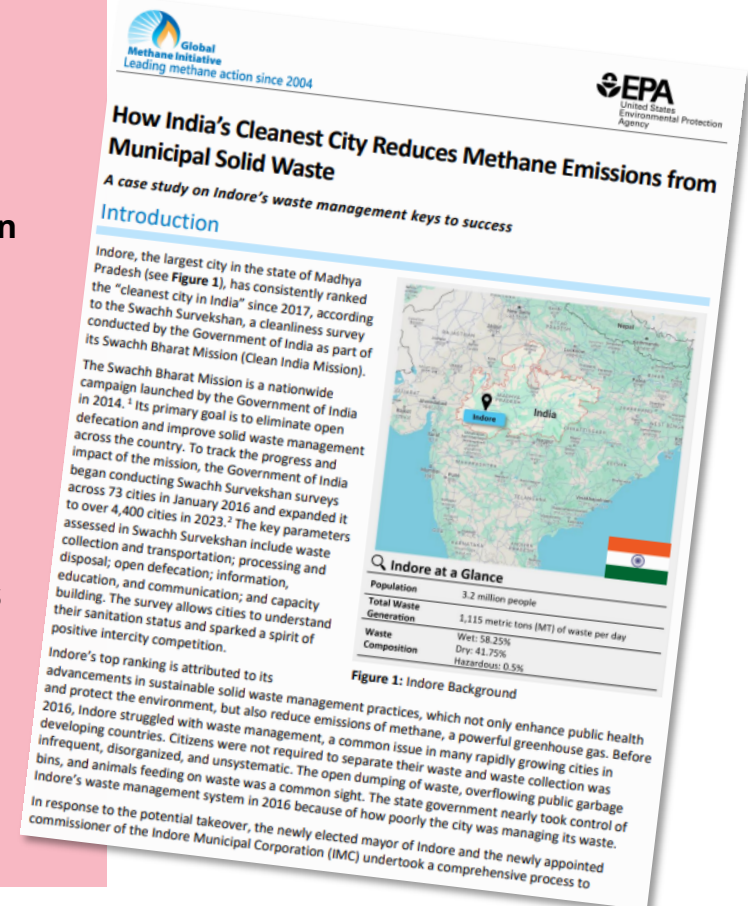 Global
Methane Initiative
Leading methane action since 2004
EPA
United States
Environmental Protection
Agency
How India's Cleanest City Reduces Methane Emissions from
Municipal Solid Waste
A case study on Indore's waste management keys to success
Introduction
n
Indore, the largest city in the state of Madhya
Pradesh (see Figure 1), has consistently ranked
the "cleanest city in India" since 2017, according
to the Swachh Survekshan, a cleanliness survey
conducted by the Government of India as part of
its Swachh Bharat Mission (Clean India Mission).
The Swachh Bharat Mission is a nationwide
campaign launched by the Government of India
in 2014. 1 Its primary goal is to eliminate open
defecation and improve solid waste management
across the country. To track the progress and
impact of the mission, the Government of India
began conducting Swachh Survekshan surveys
across 73 cities in January 2016 and expanded it
to over 4,400 cities in 2023.2 The key parameters
assessed in Swachh Survekshan include waste
collection and transportation; processing and
disposal; open defecation; information,
education, and communication; and capacity
building. The survey allows cities to understand
their sanitation status and sparked a spirit of
positive intercity competition.
Nepal
India
Indore
Indore at a Glance
Population 3.2 million people
Total Waste
Generation 1,115 metric tons (MT) of waste per day
Waste
Composition
Wet: 58.25%
Dry: 41.75%
Hazardous: 0.5%
Figure 1: Indore Background
Indore's top ranking is attributed to its
advancements in sustainable solid waste management practices, which not only enhance public health
and protect the environment, but also reduce emissions of methane, a powerful greenhouse gas. Before
2016, Indore struggled with waste management, a common issue in many rapidly growing cities in
developing countries. Citizens were not required to separate their waste and waste collection was
infrequent, disorganized, and unsystematic. The open dumping of waste, overflowing public garbage
bins, and animals feeding on waste was a common sight. The state government nearly took control of
Indore's waste management system in 2016 because of how poorly the city was managing its waste.
In response to the potential takeover, the newly elected mayor of Indore and the newly appointed
commissioner of the Indore Municipal Corporation (IMC) undertook a comprehensive process to